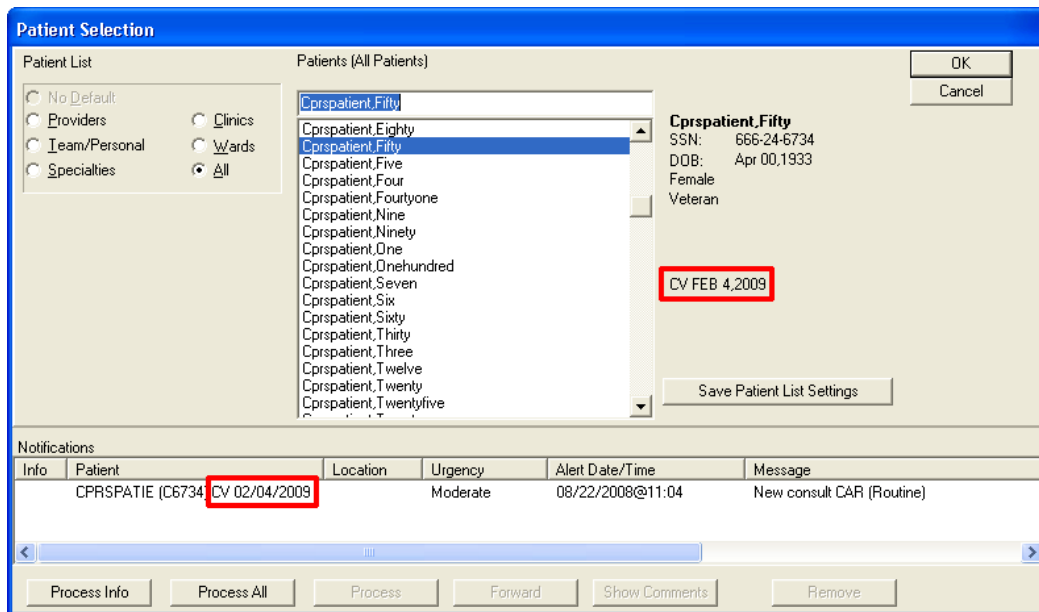 Patient Selection
Patient List
No Default
Providers
Clinics
Team/Personal
Wards
Specialties
All
Patients (All Patients)
Cprspatient,Fifty
Cprspatient,Eighty
Cprspatient,Fifty
Cprspatient,Five
Cprspatient,Four
Cprspatient,Fourtyone
Cprspatient,Nine
Cprspatient,Ninety
Cprspatient,One
Cprspatient,Onehundred
Cprspatient,Seven
Cprspatient,Six
Cprspatient,Sixty
Cprspatient,Thirty
Cprspatient,Three
Cprspatient,Twelve
Cprspatient,Twenty
Cprspatient,Twentyfive
OK
Cancel
Cprspatient,Fifty
SSN: 666-24-6734
DOB: Apr 00,1933
Female
Veteran
CV FEB 4,2009
Save Patient List Settings
Notifications
Info Patient Location Urgency Alert Date/Time Message
CPRSPATIE (C6734) CV 02/04/2009 Moderate 08/22/2008@11:04 New consult CAR (Routine)
Process Info Process All Process Forward Show Comments Remove